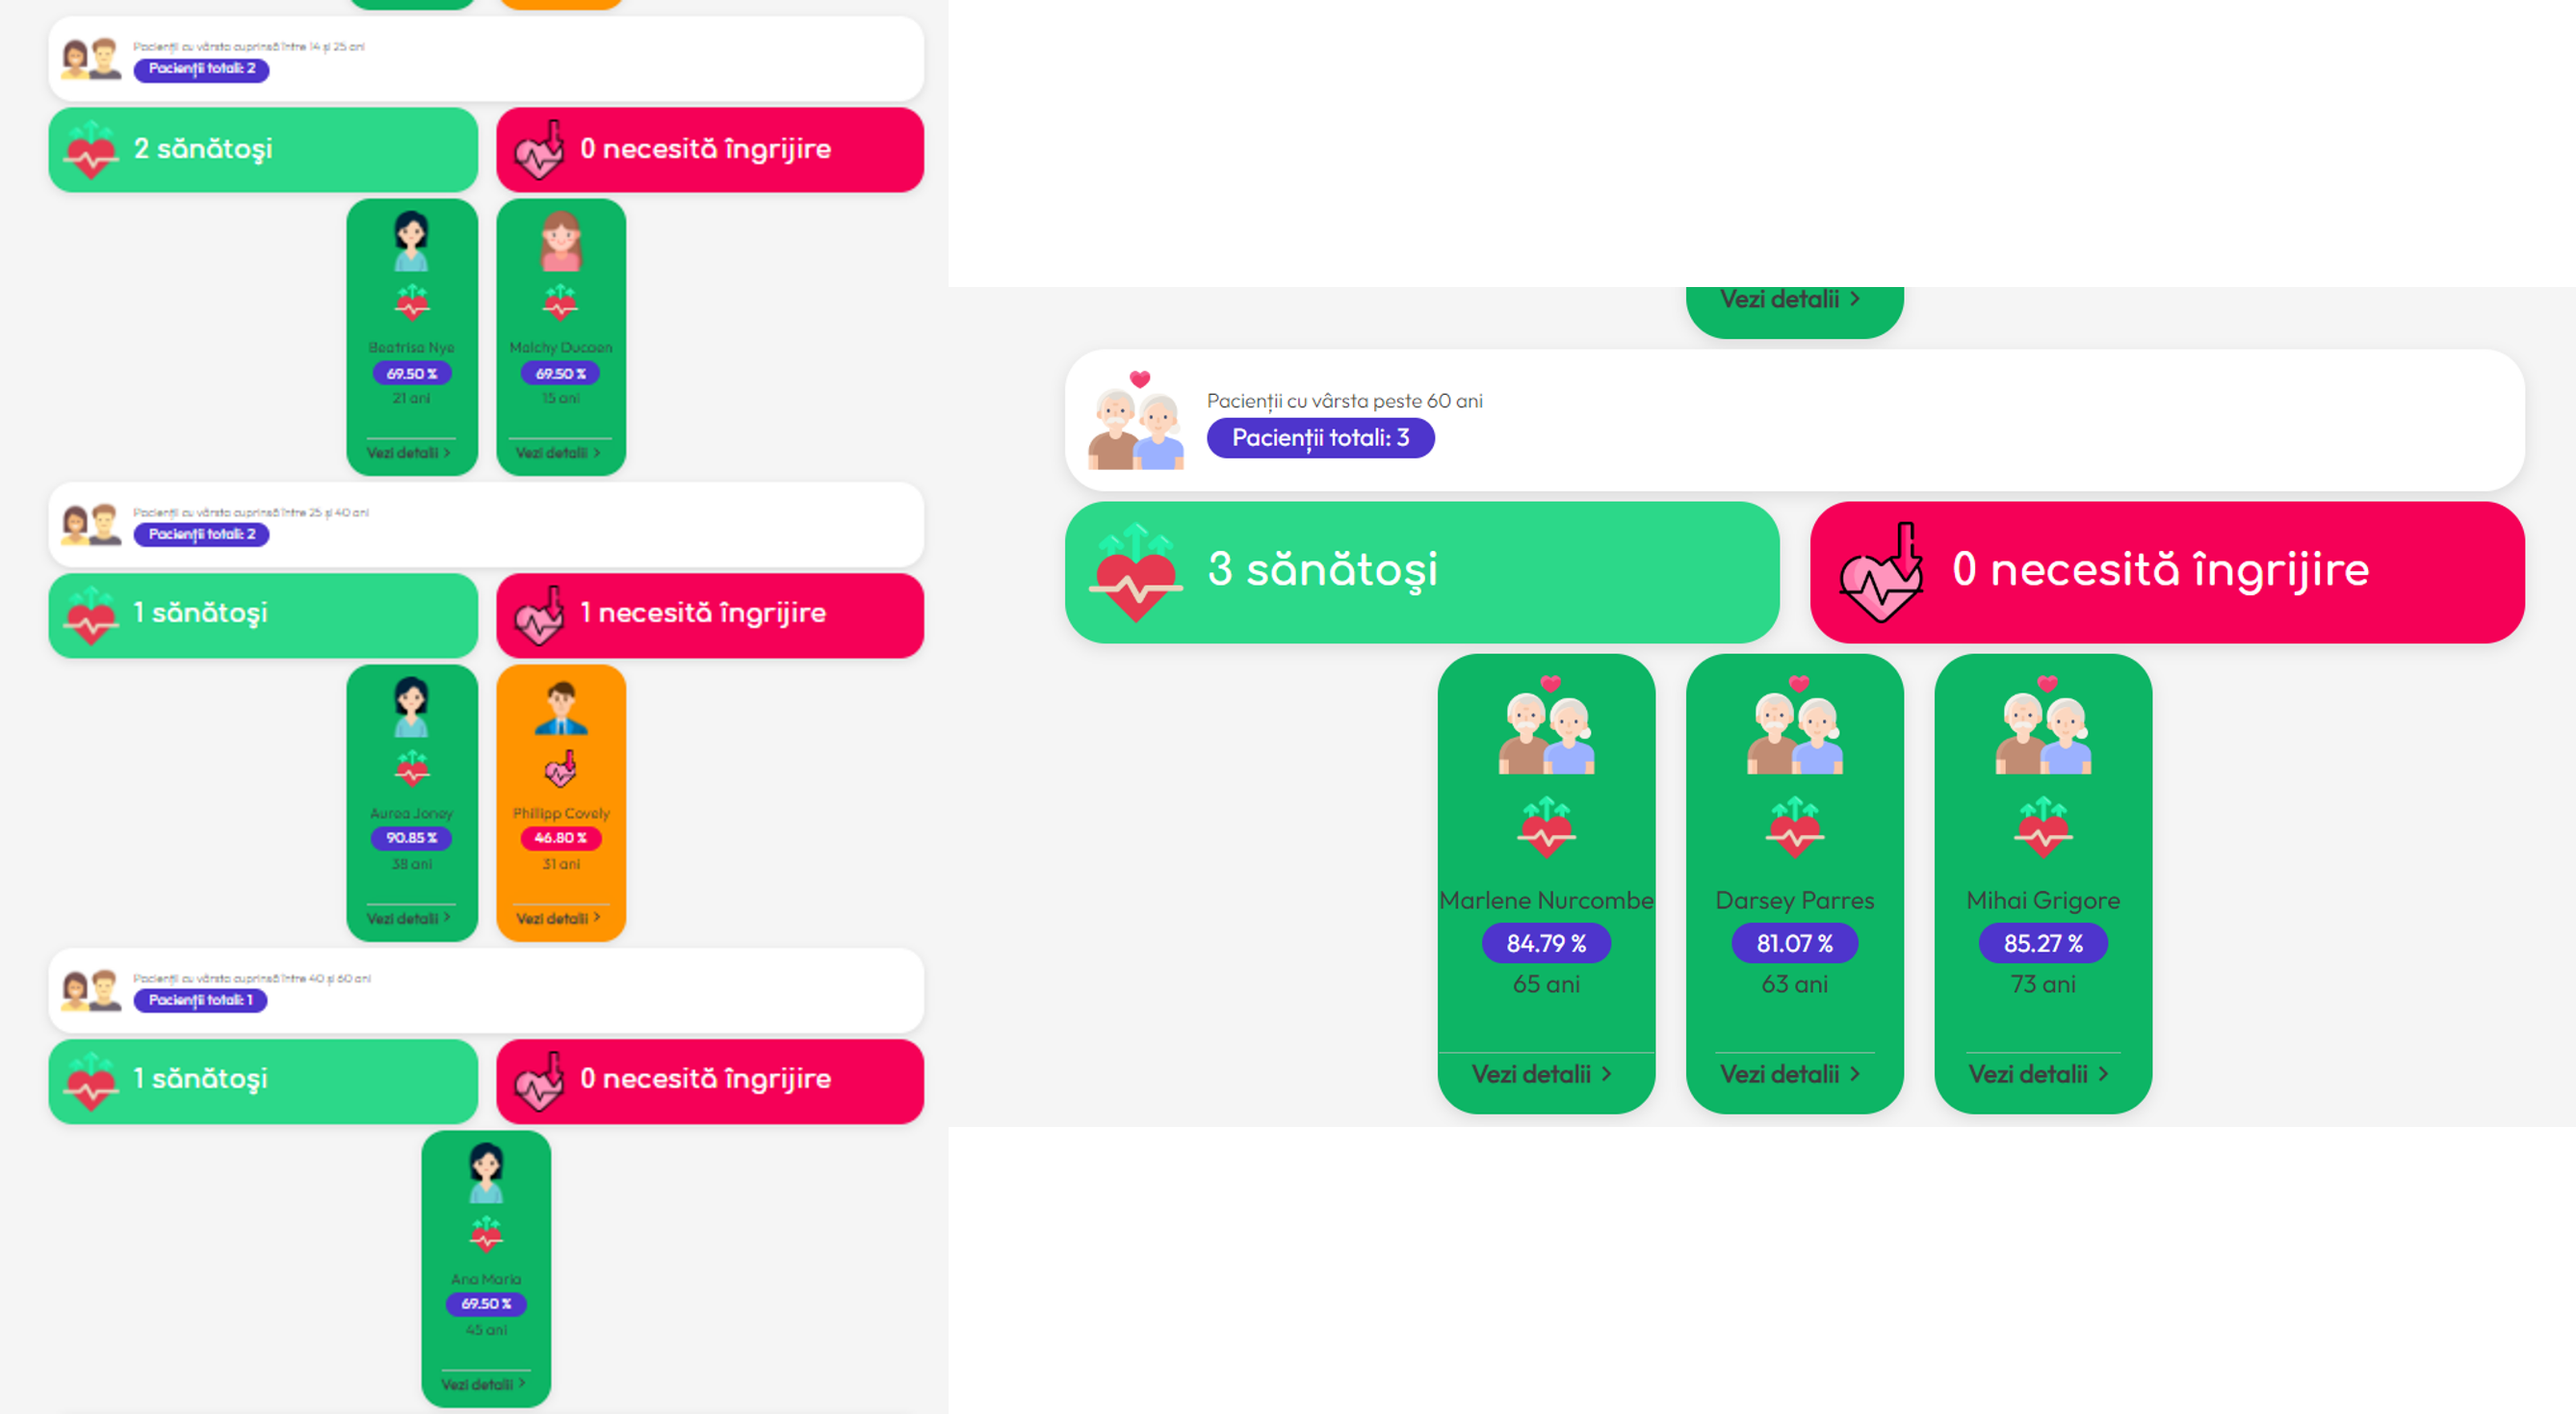 Pacienții cu vârsta cuprinsă între 14 și 25 ani
Pacienții totali: 2
2 sănătoşi
0 necesită îngrijire
Beatrisa Nye
69.50 %
21 ani
Vezi detalii >
Malchy Ducoen
69.50 %
15 ani
Vezi detalii >
Pacienții cu vârsta cuprinsă între 25 și 40 ani
Pacienții totali: 2
1 sănătoşi
1 necesită îngrijire
Aurea Joney
90.85 %
38 ani
Vezi detalii >
Phillipp Covely
46.80 %
31 ani
Vezi detalii >
Pacienții cu vârsta cuprinsă între 40 și 60 ani
Pacienții totali: 1
1 sănătoşi
0 necesită îngrijire
Ana Maria
69.50 %
45 ani
Vezi detalii >
Vezi detalii >
Pacienții cu vârsta peste 60 ani
Pacienții totali: 3
3 sănătoşi
0 necesită îngrijire
Marlene Nurcombe
84.79 %
65 ani
Vezi detalii >
Darsey Parres
81.07 %
63 ani
Vezi detalii >
Mihai Grigore
85.27 %
73 ani
Vezi detalii >